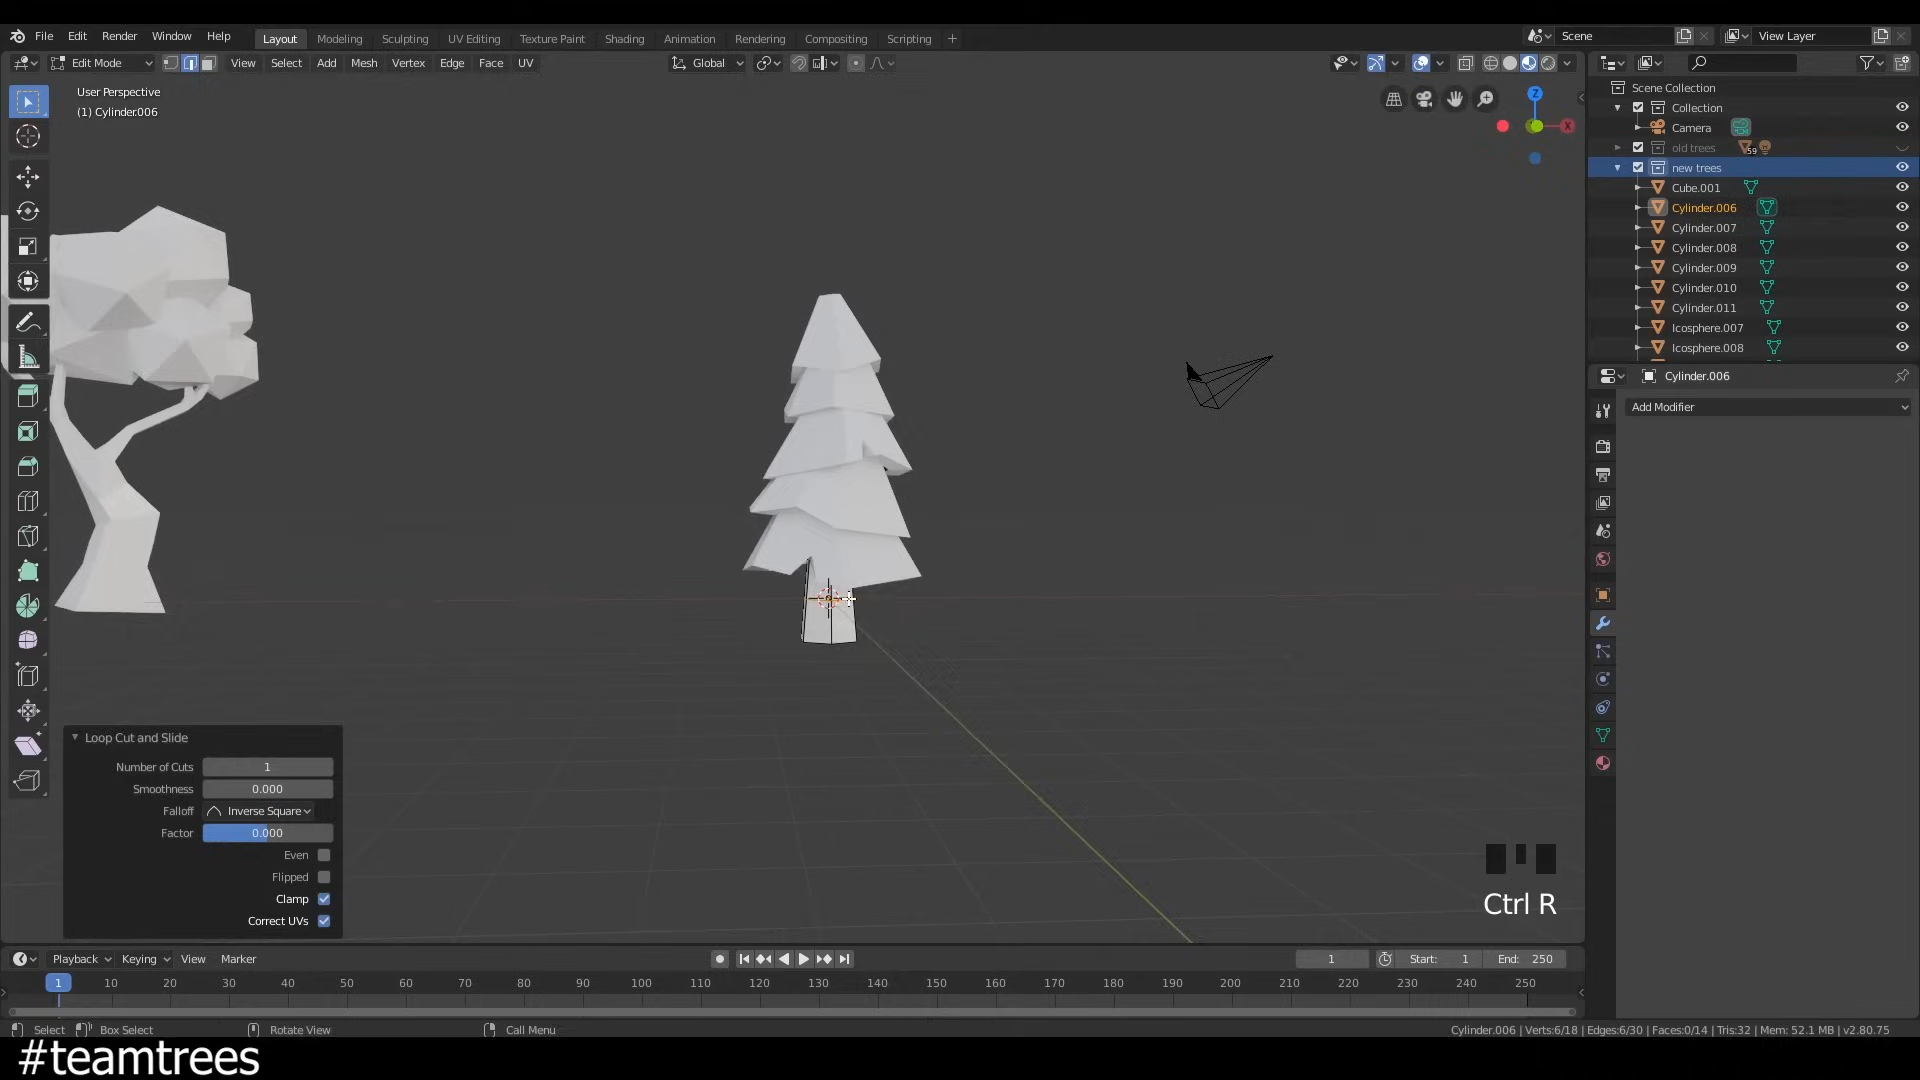 File Edit Render Window Help Layout Modeling Sculpting UV Editing Texture Paint Shading Animation Rendering Compositing Scripting + Scene View Layer
Edit Mode View Select Add Mesh Vertex Edge Face UV Global
User Perspective
(1) Cylinder.006
Z
X
Scene Collection
Collection
Camera
old trees 59
new trees
Cube.001
Cylinder.006
Cylinder.007
Cylinder.008
Cylinder.009
Cylinder.010
Cylinder.011
Icosphere.007
Icosphere.008
Cylinder.006
Add Modifier
Loop Cut and Slide
Number of Cuts 1
Smoothness 0.000
Falloff Inverse Square
Factor 0.000
Even
Flipped
Clamp
Correct UVs
Ctrl R
Playback Keying View Marker 1 Start: 1 End: 250
1 10 20 30 40 50 60 70 80 90 100 110 120 130 140 150 160 170 180 190 200 210 220 230 240 250
Select Box Select Rotate View Call Menu Cylinder.006 | Verts:6/18 | Edges:6/30 | Faces:0/14 | Tris:32 | Mem: 52.1 MB | v2.80.75
#teamtrees